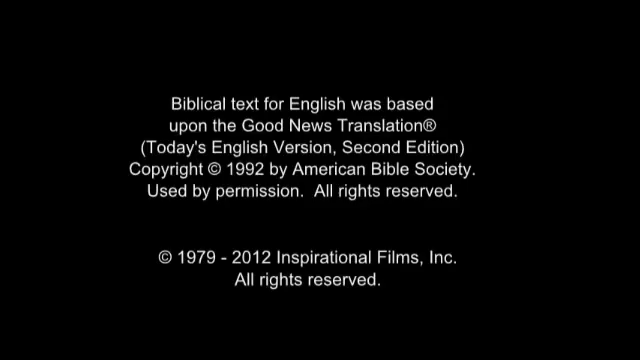 Biblical text for English was based
upon the Good News Translation®
(Today's English Version, Second Edition)
Copyright © 1992 by American Bible Society.
Used by permission.  All rights reserved.
© 1979 - 2012 Inspirational Films, Inc.
All rights reserved.